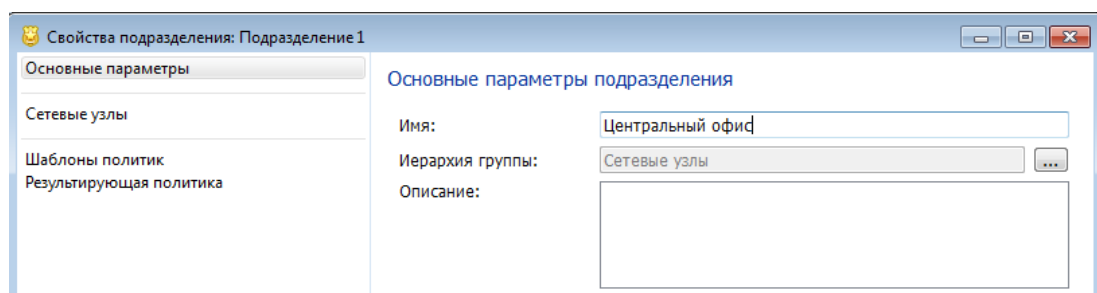 Свойства подразделения: Подразделение 1
Основные параметры
Сетевые узлы
Шаблоны политик
Результирующая политика
Основные параметры подразделения
Имя: Центральный офис
Иерархия группы: Сетевые узлы ...
Описание: